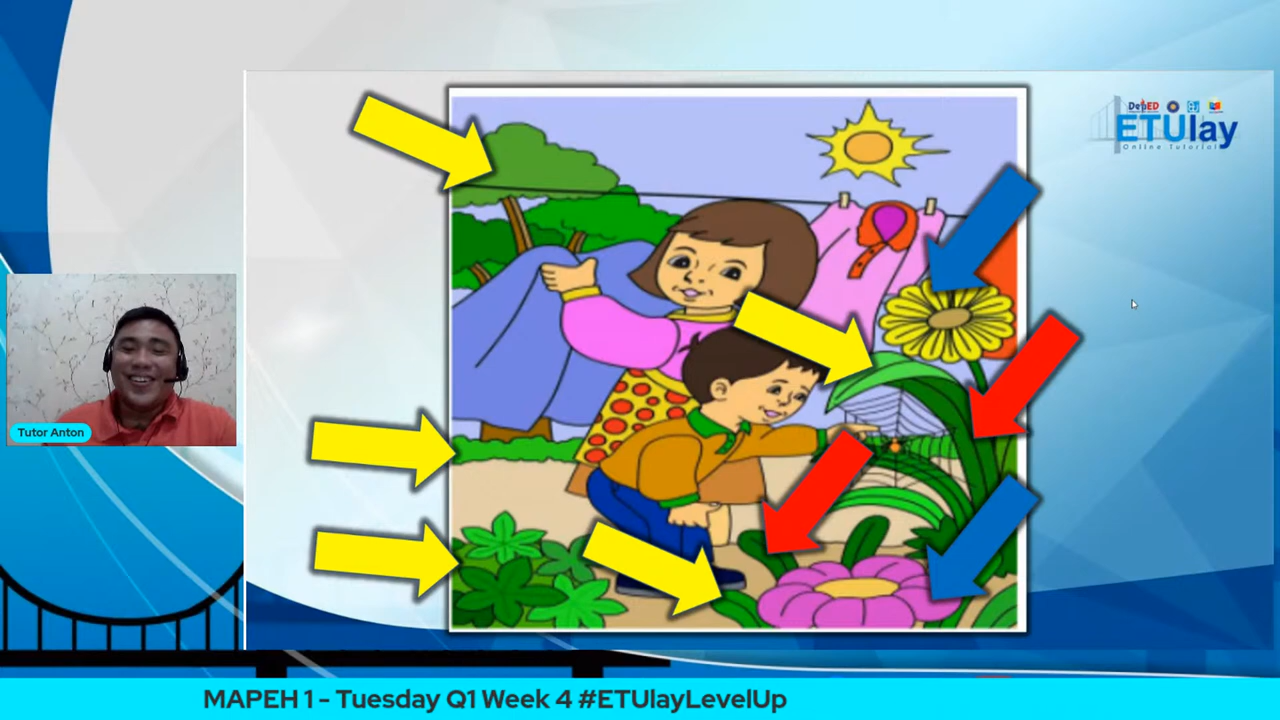 DepED
ETUlay
Online Tutorial
Tutor Anton
MAPEH 1 - Tuesday Q1 Week 4 #ETUlayLevelUp